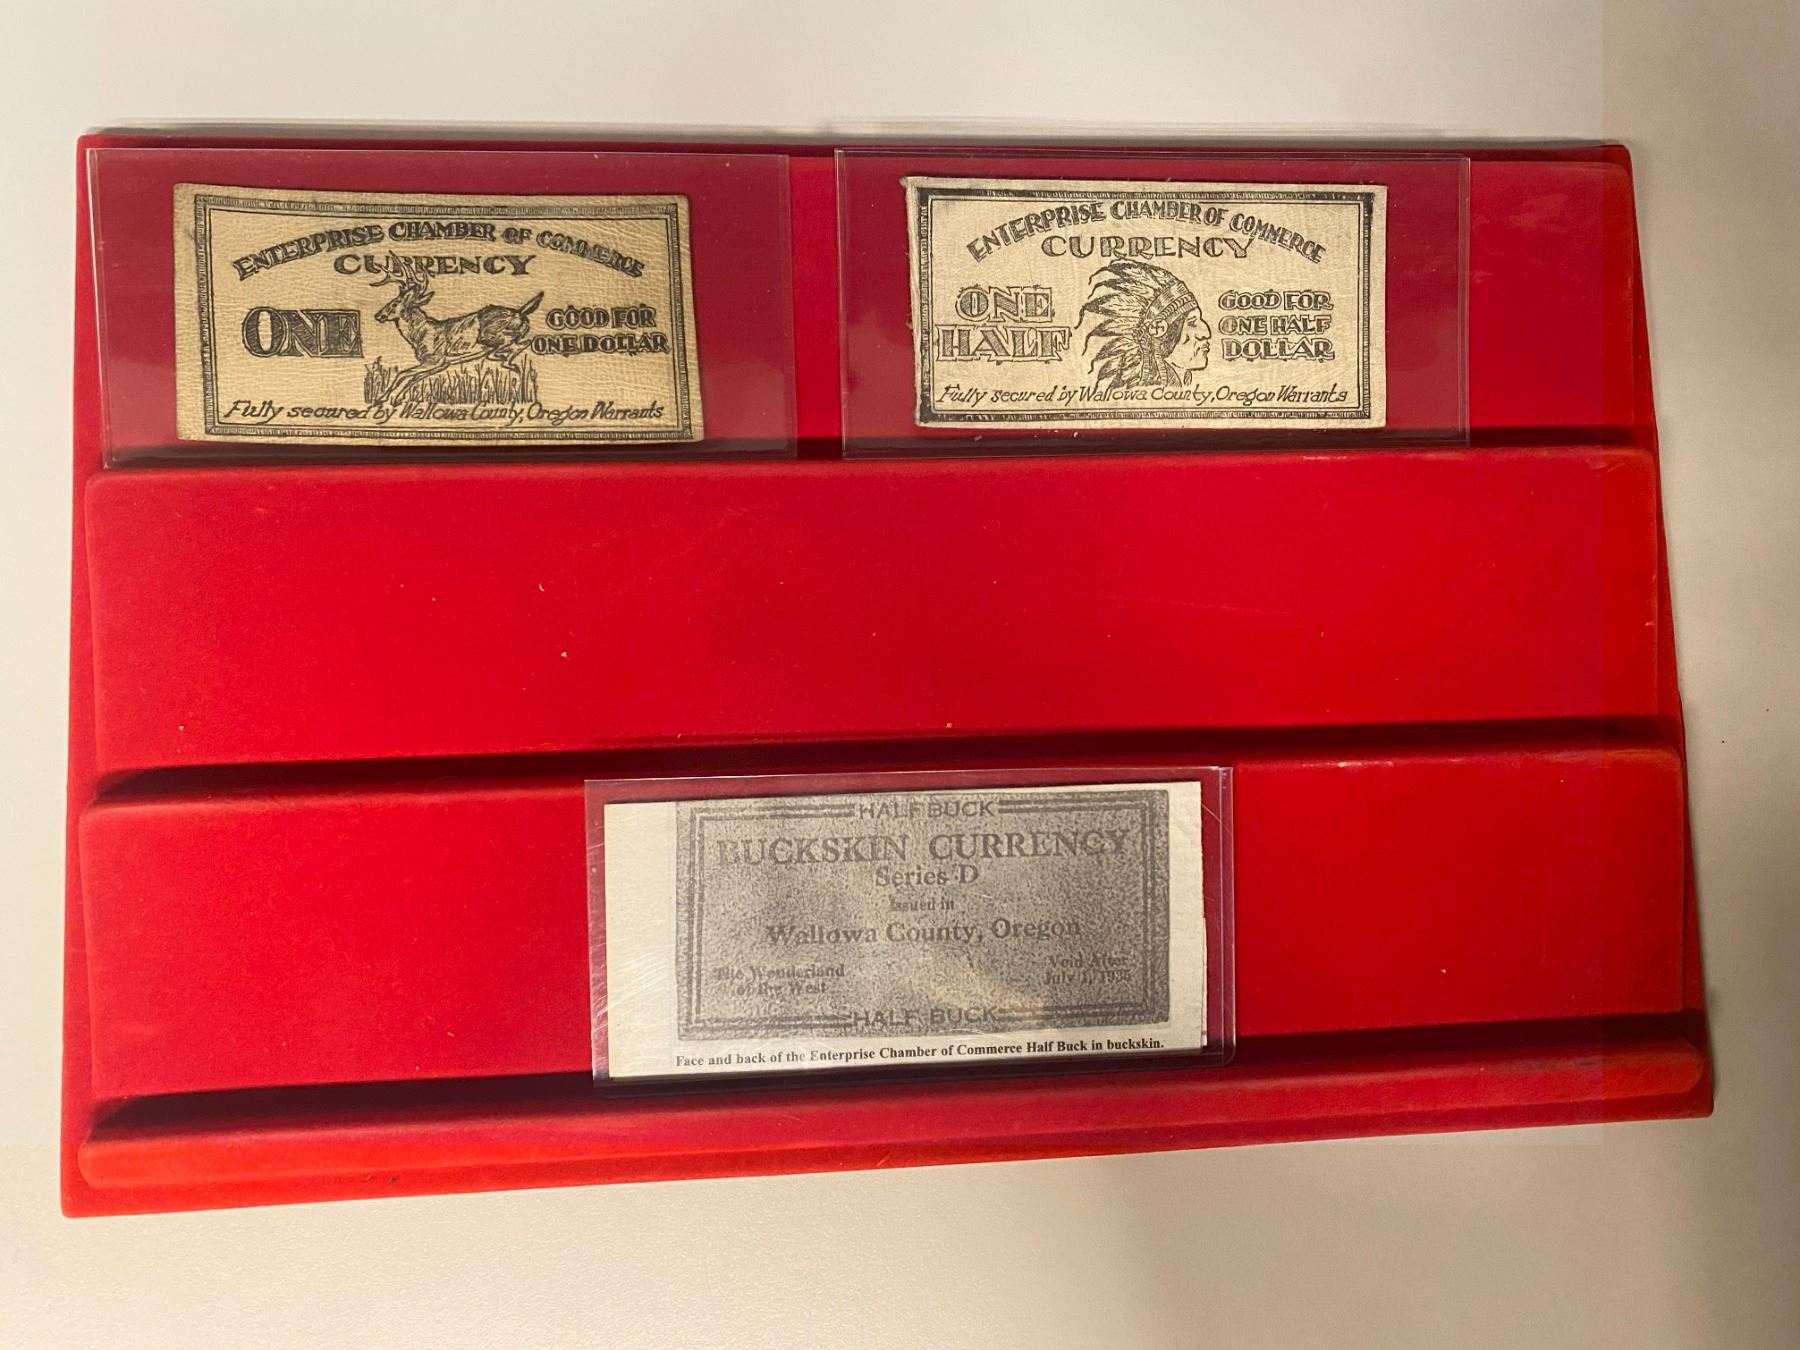 ENTERPRISE CHAMBER OF COMMERCE
CURRENCY
ONE
GOOD FOR
ONE DOLLAR
Fully secured by Wallowa County, Oregon Warrants
ENTERPRISE CHAMBER OF COMMERCE
CURRENCY
ONE
HALF
GOOD FOR
ONE HALF
DOLLAR
Fully secured by Wallowa County, Oregon Warrants
HALF BUCK
BUCKSKIN CURRENCY
Series D
Issued in
Wallowa County, Oregon
The Wonderland
of the West
Void After
July 1, 1935
HALF BUCK
Face and back of the Enterprise Chamber of Commerce Half Buck in buckskin.